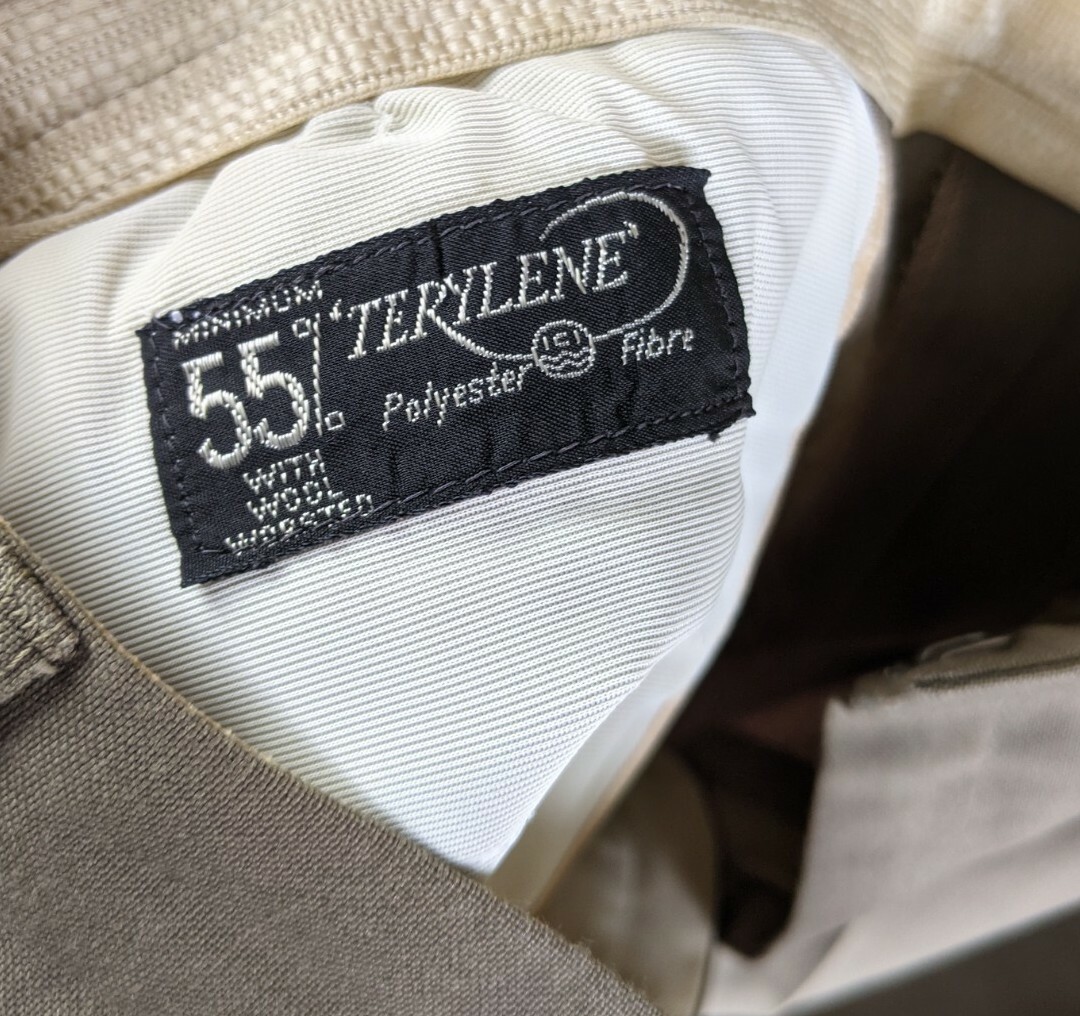 MINIMUM
55%
WITH
WOOL
WORSTED
'TERYLENE'
ICI
Polyester Fibre